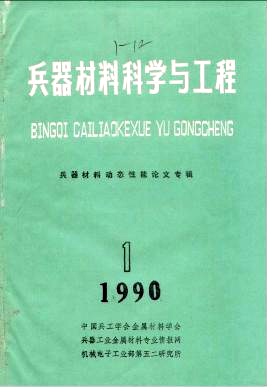 1-12
兵器材料科学与工程
BINGQI CAILIAOKEXUE YU GONGCHENG
兵器材料动态性能论文专辑
1
1990
中国兵工学会金属材料学会
兵器工业金属材料专业情报网
机械电子工业部第五二研究所